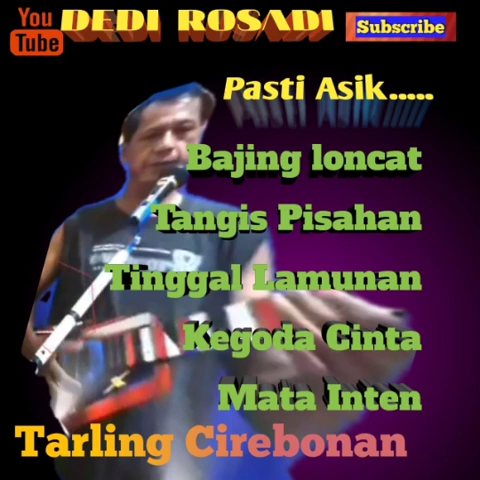 You
Tube
DEDI ROSADI
Subscribe
Pasti Asik.....
Bajing loncat
Tangis Pisahan
Tinggal Lamunan
Kegoda Cinta
Mata Inten
Tarling Cirebonan